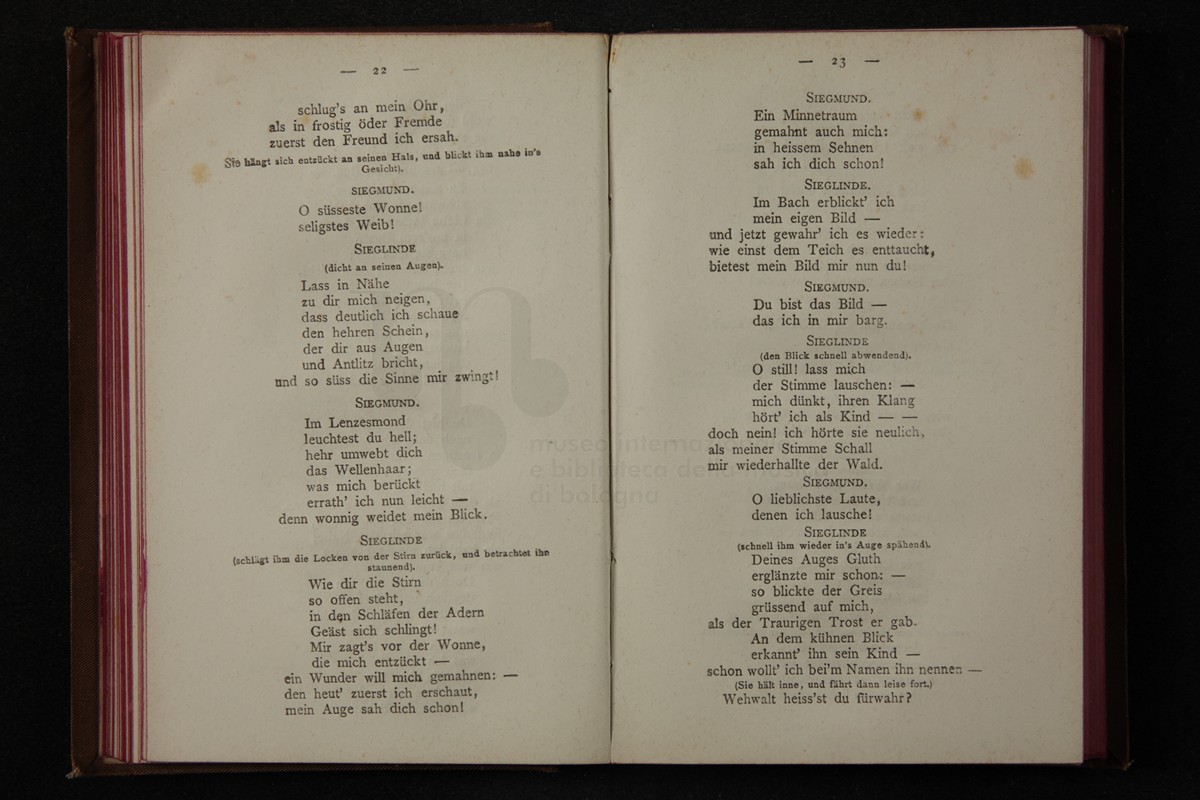 — 22 —
schlug's an mein Ohr,
als in frostig öder Fremde
zuerst den Freund ich ersah.
Sie hängt sich entzückt an seinen Hals, und blickt ihm nahe in's
Gesicht).
SIEGMUND.
O süsseste Wonne!
seligstes Weib!
SIEGLINDE
(dicht an seinen Augen).
Lass in Nähe
zu dir mich neigen,
dass deutlich ich schaue
den hehren Schein,
der dir aus Augen
und Antlitz bricht,
und so süss die Sinne mir zwingt!
SIEGMUND.
Im Lenzesmond
leuchtest du hell;
hehr umwebt dich
das Wellenhaar;
was mich berückt
errath' ich nun leicht —
denn wonnig weidet mein Blick.
SIEGLINDE
(schlägt ihm die Locken von der Stirn zurück, und betrachtet ihn
staunend).
Wie dir die Stirn
so offen steht,
in den Schläfen der Adern
Geäst sich schlingt!
Mir zagt's vor der Wonne,
die mich entzückt —
ein Wunder will mich gemahnen: —
den heut' zuerst ich erschaut,
mein Auge sah dich schon!
— 23 —
SIEGMUND.
Ein Minnetraum
gemahnt auch mich:
in heissem Sehnen
sah ich dich schon!
SIEGLINDE.
Im Bach erblickt' ich
mein eigen Bild —
und jetzt gewahr' ich es wieder:
wie einst dem Teich es enttaucht,
bietest mein Bild mir nun du!
SIEGMUND.
Du bist das Bild —
das ich in mir barg.
SIEGLINDE
(den Blick schnell abwendend).
O still! lass mich
der Stimme lauschen: —
mich dünkt, ihren Klang
hört' ich als Kind — —
doch nein! ich hörte sie neulich,
als meiner Stimme Schall
mir wiederhallte der Wald.
SIEGMUND.
O lieblichste Laute,
denen ich lausche!
SIEGLINDE
(schnell ihm wieder in's Auge spähend).
Deines Auges Gluth
erglänzte mir schon: —
so blickte der Greis
grüssend auf mich,
als der Traurigen Trost er gab.
An dem kühnen Blick
erkannt' ihn sein Kind —
schon wollt' ich bei'm Namen ihn nennen —
(Sie hält inne, und fährt dann leise fort.)
Wehwalt heiss'st du fürwahr?
museo internaz
e biblioteca della musica
di bologna